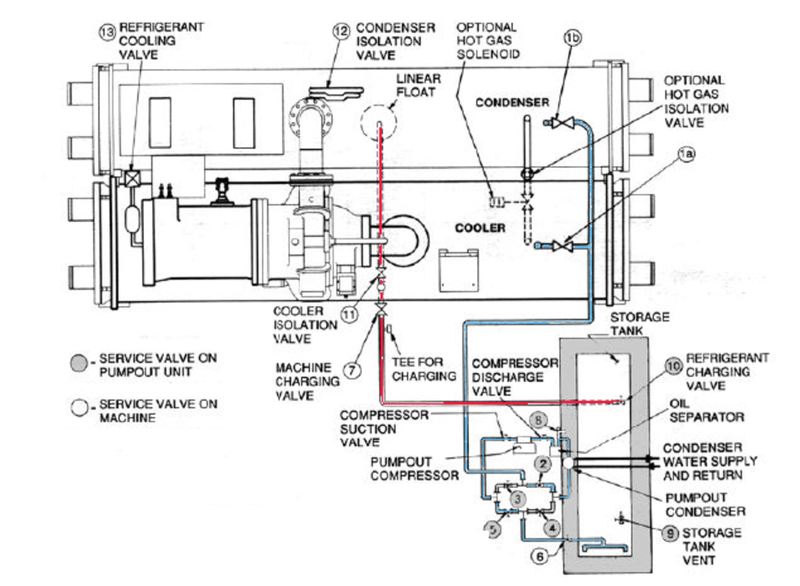 13 REFRIGERANT
COOLING
VALVE
12 CONDENSER
ISOLATION
VALVE
OPTIONAL
HOT GAS
SOLENOID
1b
LINEAR
FLOAT
CONDENSER
OPTIONAL
HOT GAS
ISOLATION
VALVE
1a
C
COOLER
COOLER
ISOLATION
VALVE
11
7
MACHINE
CHARGING
VALVE
TEE FOR
CHARGING
STORAGE
TANK
- SERVICE VALVE ON
PUMPOUT UNIT
- SERVICE VALVE ON
MACHINE
COMPRESSOR
DISCHARGE
VALVE
10 REFRIGERANT
CHARGING
VALVE
COMPRESSOR
SUCTION
VALVE
8
OIL
SEPARATOR
PUMPOUT
COMPRESSOR
CONDENSER
WATER SUPPLY
AND RETURN
2
3
5
4
PUMPOUT
CONDENSER
6
9 STORAGE
TANK
VENT